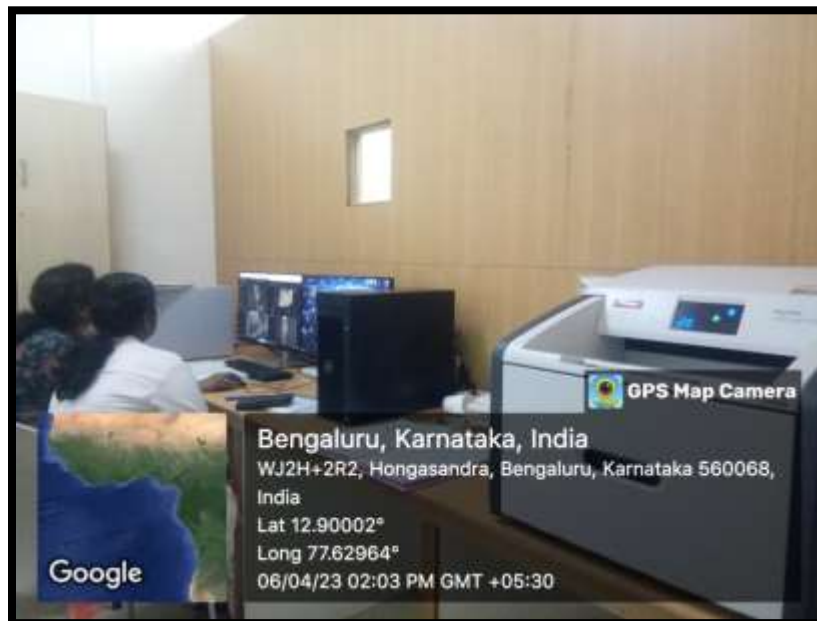 GPS Map Camera
Bengaluru, Karnataka, India
WJ2H+2R2, Hongasandra, Bengaluru, Karnataka 560068,
India
Lat 12.90002°
Long 77.62964°
06/04/23 02:03 PM GMT +05:30
Google